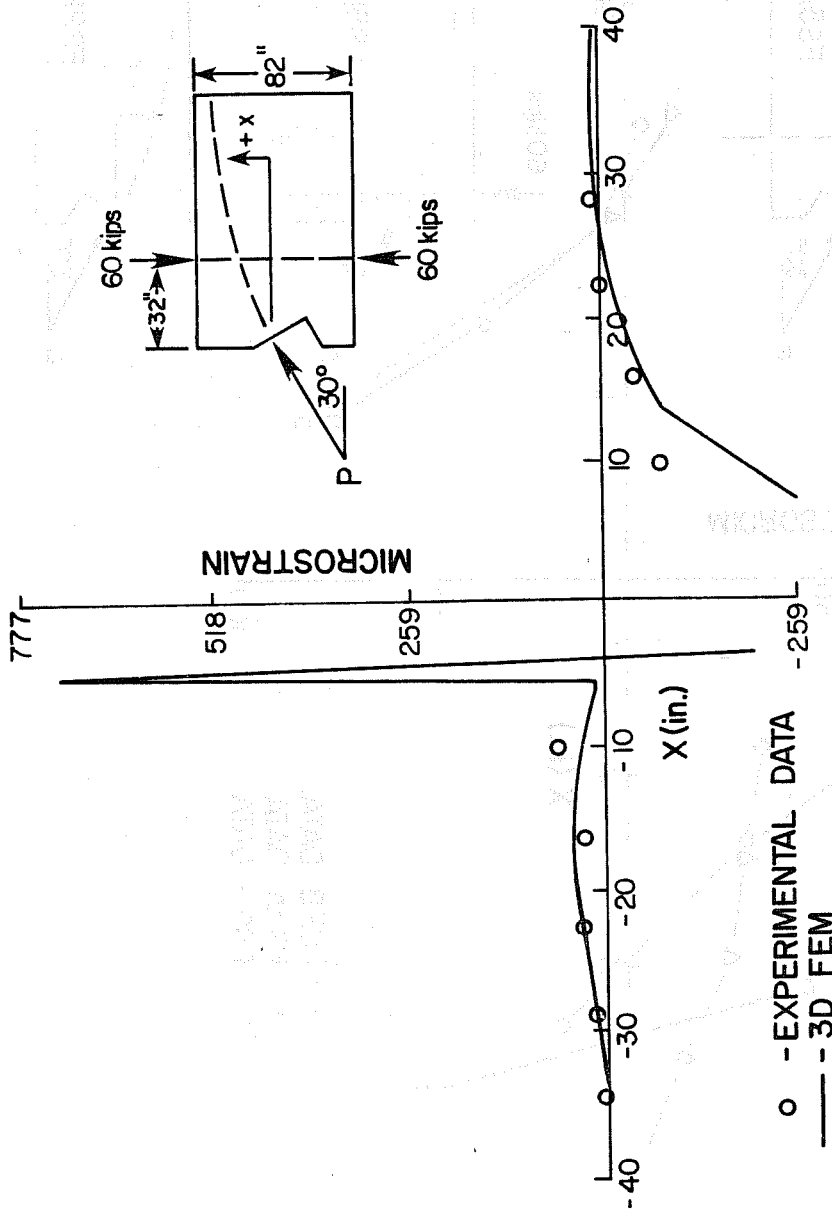 777
518
259
-259
MICROSTRAIN
-40
-30
-20
-10
10
20
30
40
X (in.)
60 kips
60 kips
32"
82"
+ X
30°
P
O - EXPERIMENTAL DATA
— - 3D FEM